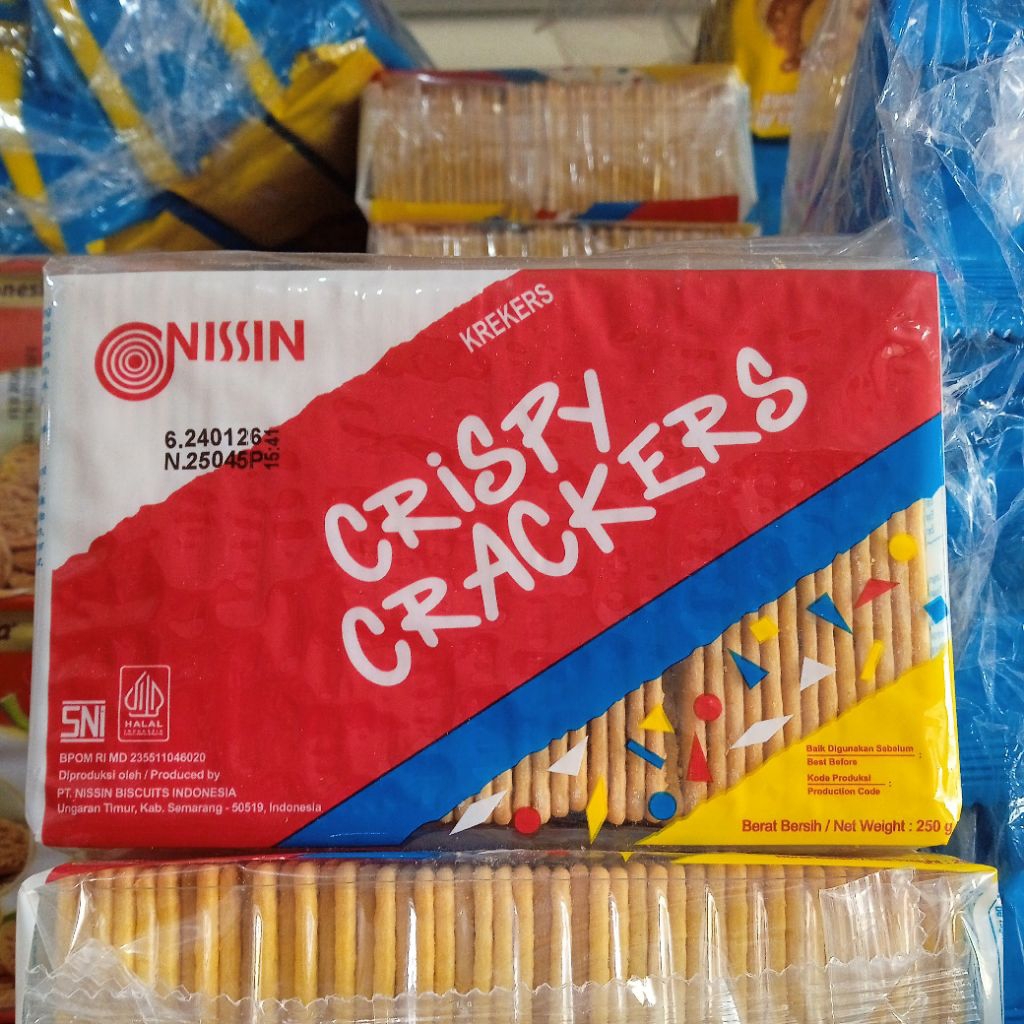 NISSIN
KREKERS
CRiSPY
CRACKERS
6.240126
N.25045P
15:41
SNI
HALAL
INDONESIA
BPOM RI MD 235511046020
Diproduksi oleh / Produced by
PT. NISSIN BISCUITS INDONESIA
Ungaran Timur, Kab. Semarang - 50519, Indonesia
Baik Digunakan Sebelum :
Best Before
Kode Produksi :
Production Code
Berat Bersih / Net Weight : 250 g